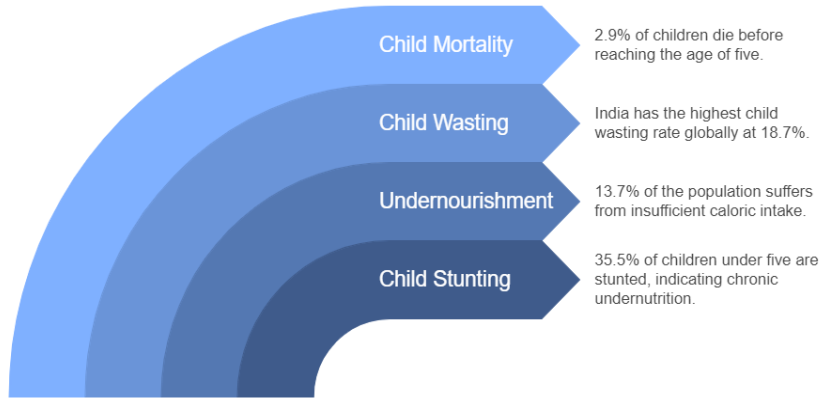 Child Mortality
2.9% of children die before
reaching the age of five.
Child Wasting
India has the highest child
wasting rate globally at 18.7%.
Undernourishment
13.7% of the population suffers
from insufficient caloric intake.
Child Stunting
35.5% of children under five are
stunted, indicating chronic
undernutrition.